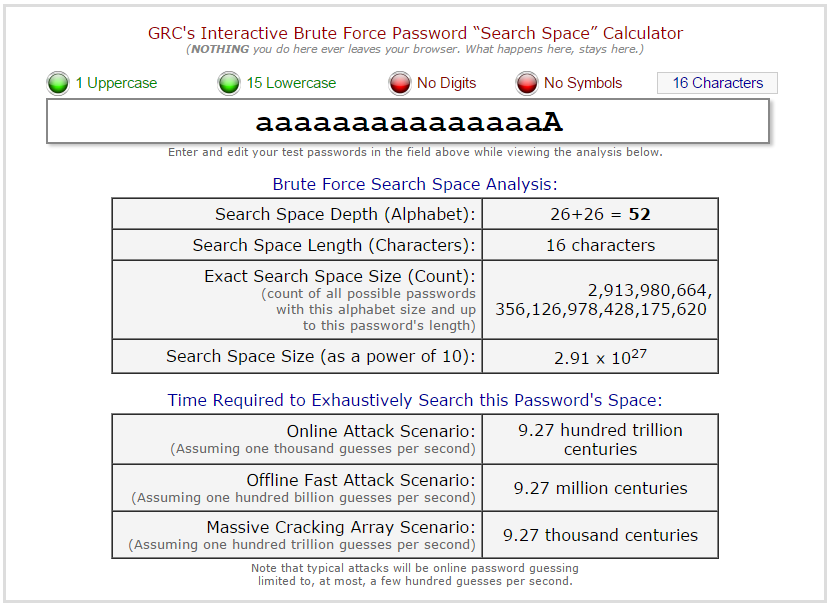 GRC's Interactive Brute Force Password “Search Space” Calculator
(NOTHING you do here ever leaves your browser. What happens here, stays here.)
1 Uppercase 15 Lowercase No Digits No Symbols 16 Characters
aaaaaaaaaaaaaaaA
Enter and edit your test passwords in the field above while viewing the analysis below.
Brute Force Search Space Analysis:
Search Space Depth (Alphabet): 26+26 = 52
Search Space Length (Characters): 16 characters
Exact Search Space Size (Count):
(count of all possible passwords
with this alphabet size and up
to this password's length)
2,913,980,664,
356,126,978,428,175,620
Search Space Size (as a power of 10): 2.91 x 10^27
Time Required to Exhaustively Search this Password's Space:
Online Attack Scenario:
(Assuming one thousand guesses per second)
9.27 hundred trillion
centuries
Offline Fast Attack Scenario:
(Assuming one hundred billion guesses per second)
9.27 million centuries
Massive Cracking Array Scenario:
(Assuming one hundred trillion guesses per second)
9.27 thousand centuries
Note that typical attacks will be online password guessing
limited to, at most, a few hundred guesses per second.